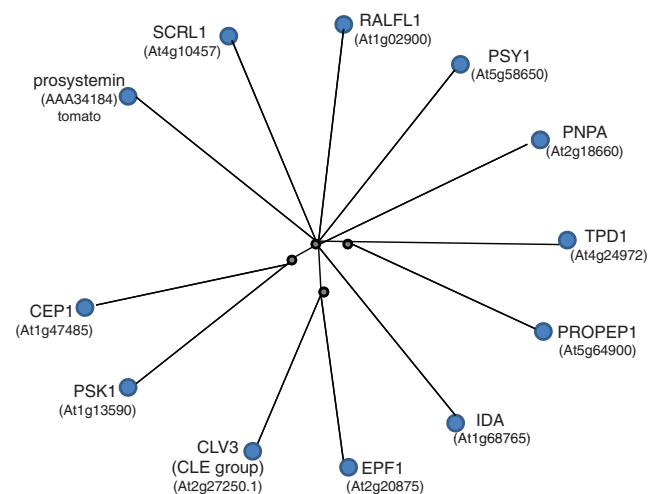 RALFL1
(At1g02900)
SCRL1
(At4g10457)
PSY1
(At5g58650)
prosystemin
(AAA34184)
tomato
PNPA
(At2g18660)
TPD1
(At4g24972)
CEP1
(At1g47485)
PROPEP1
(At5g64900)
PSK1
(At1g13590)
IDA
(At1g68765)
CLV3
(CLE group)
(At2g27250.1)
EPF1
(At2g20875)